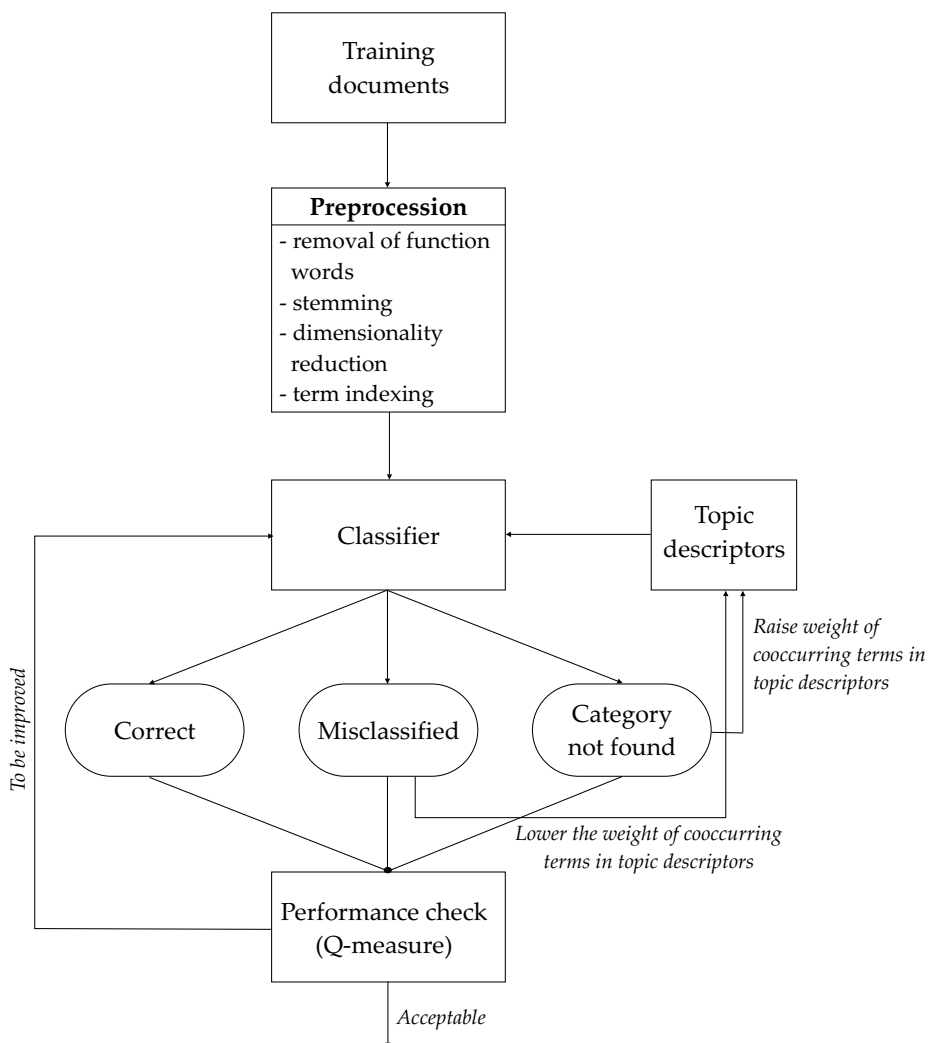 Training
documents
Preprocession
- removal of function
words
- stemming
- dimensionality
reduction
- term indexing
Classifier
Topic
descriptors
Raise weight of
cooccurring terms in
topic descriptors
To be improved
Correct
Misclassified
Category
not found
Lower the weight of cooccurring
terms in topic descriptors
Performance check
(Q-measure)
Acceptable